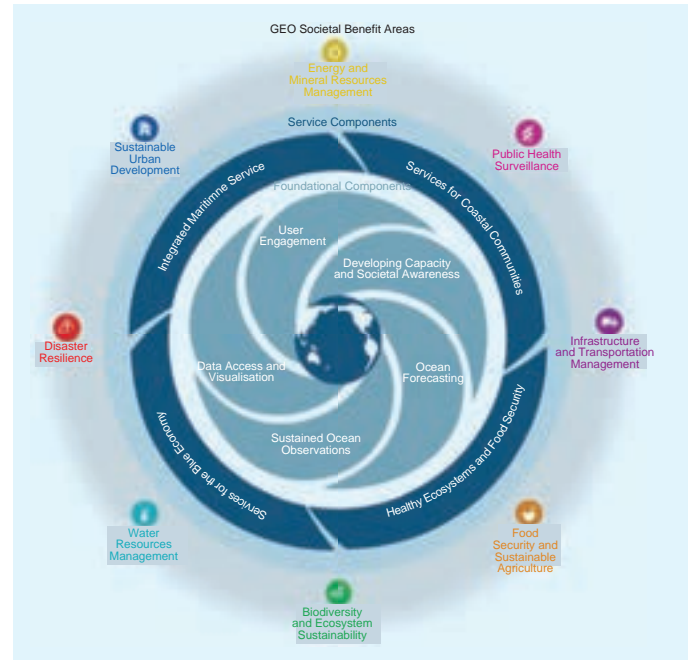 GEO Societal Benefit Areas
Energy and
Mineral Resources
Management
Service Components
Sustainable
Urban
Development
Public Health
Surveillance
Integrated Maritimne Service
Services for Coastal Communities
Foundational Components
User
Engagement
Developing Capacity
and Societal Awareness
Disaster
Resilience
Infrastructure
and Transportation
Management
Data Access and
Visualisation
Ocean
Forecasting
Sustained Ocean
Observations
Services for the Blue Economy
Healthy Ecosystems and Food Security
Water
Resources
Management
Food
Security and
Sustainable
Agriculture
Biodiversity
and Ecosystem
Sustainability